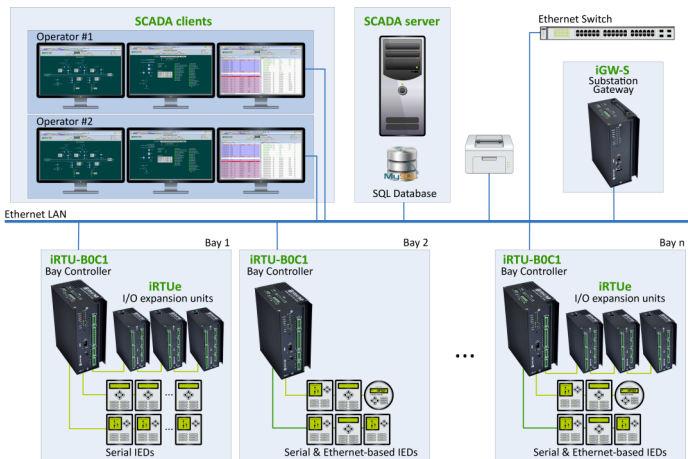 SCADA clients
Operator #1
Operator #2
SCADA server
MySQL
SQL Database
Ethernet Switch
iGW-S
Substation
Gateway
Ethernet LAN
Bay 1
iRTU-B0C1
Bay Controller
iRTUe
I/O expansion units
...
...
Serial IEDs
Bay 2
iRTU-B0C1
Bay Controller
Serial & Ethernet-based IEDs
...
Bay n
iRTU-B0C1
Bay Controller
iRTUe
I/O expansion units
Serial & Ethernet-based IEDs